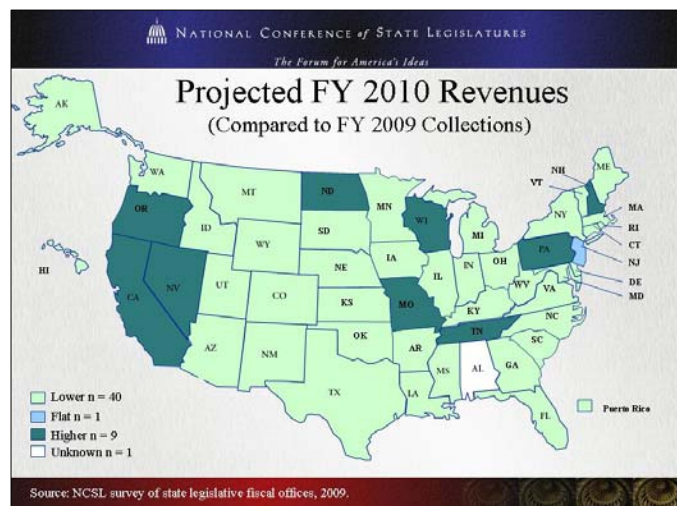 NATIONAL CONFERENCE of STATE LEGISLATURES
The Forum for America's Ideas
Projected FY 2010 Revenues
(Compared to FY 2009 Collections)
AK
WA
MT
ND
MN
NH
VT
ME
OR
ID
SD
WI
NY
MA
WY
MI
RI
HI
NE
IA
PA
CT
NJ
NV
UT
CO
IL
IN
OH
DE
CA
KS
MO
WV
VA
MD
KY
NC
AZ
NM
OK
AR
TN
SC
TX
LA
MS
AL
GA
FL
Lower n = 40
Flat n = 1
Higher n = 9
Unknown n = 1
Puerto Rico
Source: NCSL survey of state legislative fiscal offices, 2009.